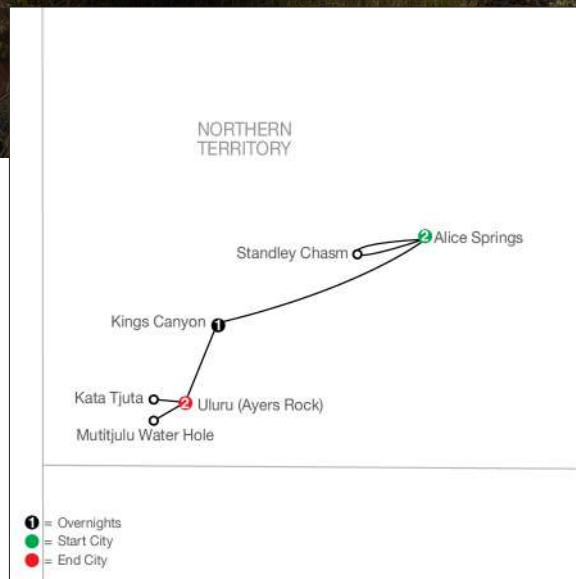 NORTHERN
TERRITORY
2 Alice Springs
Standley Chasm
Kings Canyon 1
Kata Tjuta
2 Uluru (Ayers Rock)
Mutitjulu Water Hole
1 = Overnights
= Start City
= End City